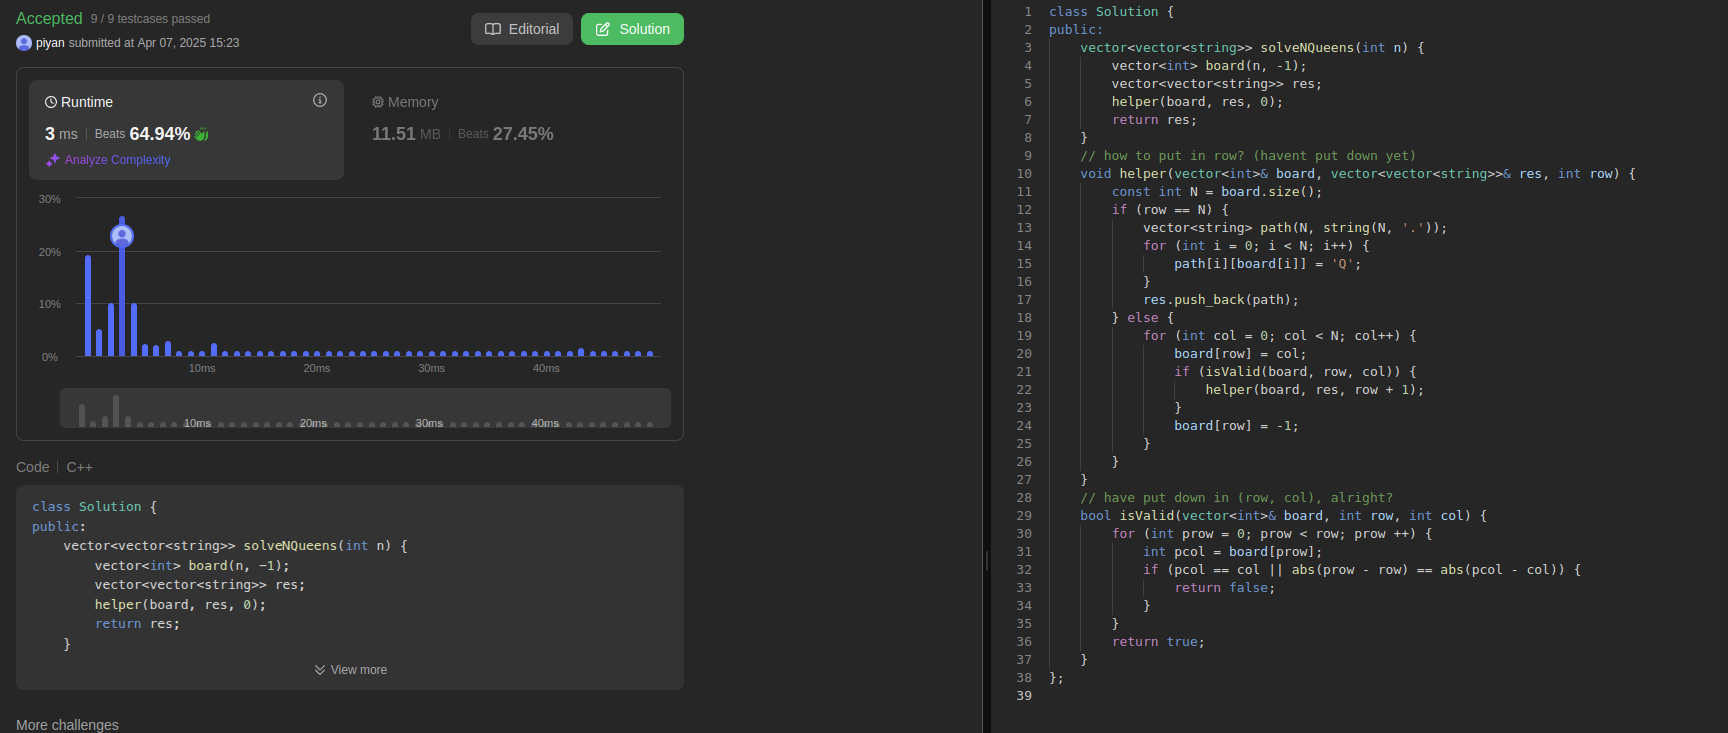 Accepted 9 / 9 testcases passed
piyan submitted at Apr 07, 2025 15:23
Editorial
Solution
Runtime
3 ms | Beats 64.94%
Analyze Complexity
Memory
11.51 MB | Beats 27.45%
30%
20%
10%
0%
10ms 20ms 30ms 40ms
10ms 20ms 30ms 40ms
Code | C++
class Solution {
public:
    vector<vector<string>> solveNQueens(int n) {
        vector<int> board(n, -1);
        vector<vector<string>> res;
        helper(board, res, 0);
        return res;
    }
View more
More challenges
1 class Solution {
2 public:
3     vector<vector<string>> solveNQueens(int n) {
4         vector<int> board(n, -1);
5         vector<vector<string>> res;
6         helper(board, res, 0);
7         return res;
8     }
9     // how to put in row? (havent put down yet)
10     void helper(vector<int>& board, vector<vector<string>>& res, int row) {
11         const int N = board.size();
12         if (row == N) {
13             vector<string> path(N, string(N, '.'));
14             for (int i = 0; i < N; i++) {
15                 path[i][board[i]] = 'Q';
16             }
17             res.push_back(path);
18         } else {
19             for (int col = 0; col < N; col++) {
20                 board[row] = col;
21                 if (isValid(board, row, col)) {
22                     helper(board, res, row + 1);
23                 }
24                 board[row] = -1;
25             }
26         }
27     }
28     // have put down in (row, col), alright?
29     bool isValid(vector<int>& board, int row, int col) {
30         for (int prow = 0; prow < row; prow ++) {
31             int pcol = board[prow];
32             if (pcol == col || abs(prow - row) == abs(pcol - col)) {
33                 return false;
34             }
35         }
36         return true;
37     }
38 };
39